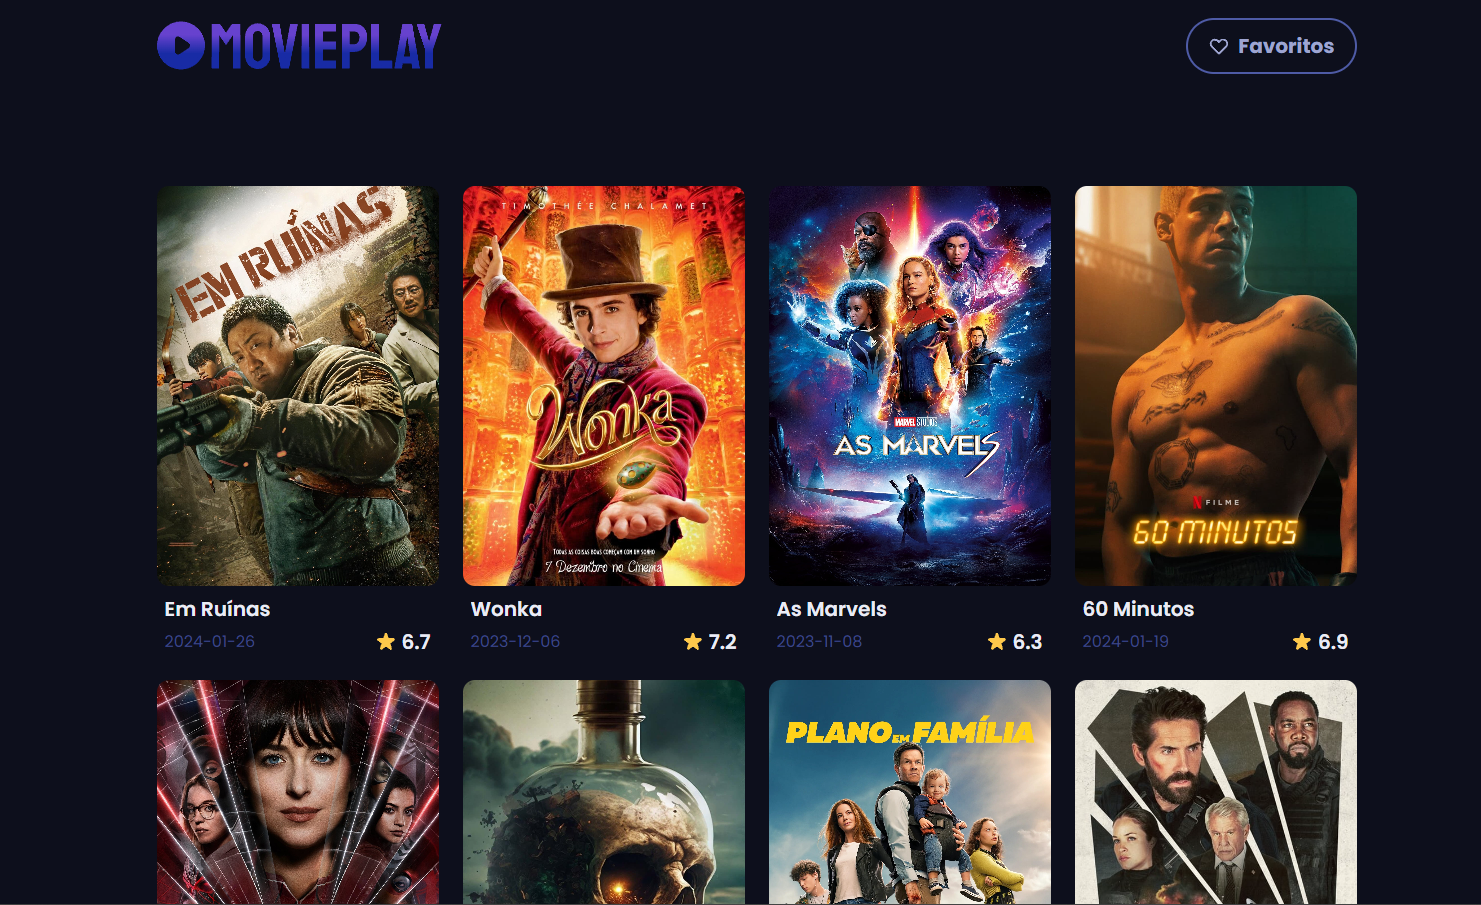 MOVIEPLAY
Favoritos
EM RUÍNAS
TIMOTHÉE CHALAMET
Wonka
TODAS AS COISAS BOAS COMEÇAM COM UM SONHO
7 Dezembro no Cinema
MARVEL STUDIOS
AS MARVELS
N FILME
60 MINUTOS
Em Ruínas
2024-01-26
6.7
Wonka
2023-12-06
7.2
As Marvels
2023-11-08
6.3
60 Minutos
2024-01-19
6.9
PLANO EM FAMÍLIA